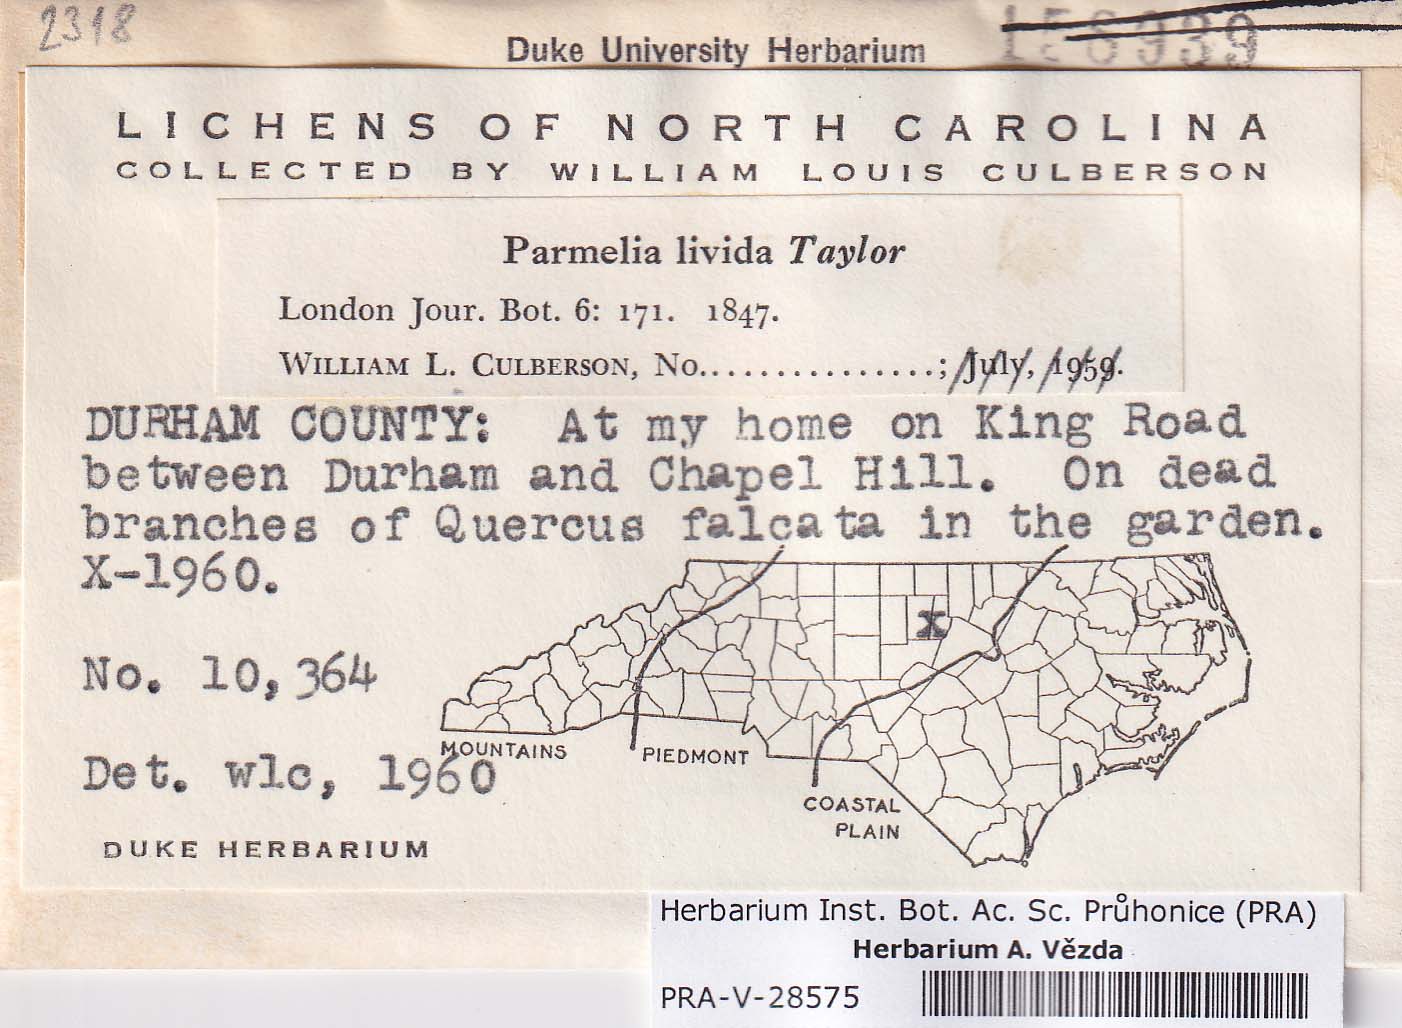 2318
158939
Duke University Herbarium
LICHENS OF NORTH CAROLINA
COLLECTED BY WILLIAM LOUIS CULBERSON
Parmelia livida Taylor
London Jour. Bot. 6: 171. 1847.
WILLIAM L. CULBERSON, No................; July, 1959.
DURHAM COUNTY: At my home on King Road
between Durham and Chapel Hill. On dead
branches of Quercus falcata in the garden.
X-1960.
X
No. 10,364
MOUNTAINS
PIEDMONT
Det. wlc, 1960
COASTAL
PLAIN
DUKE HERBARIUM
Herbarium Inst. Bot. Ac. Sc. Průhonice (PRA)
Herbarium A. Vězda
PRA-V-28575